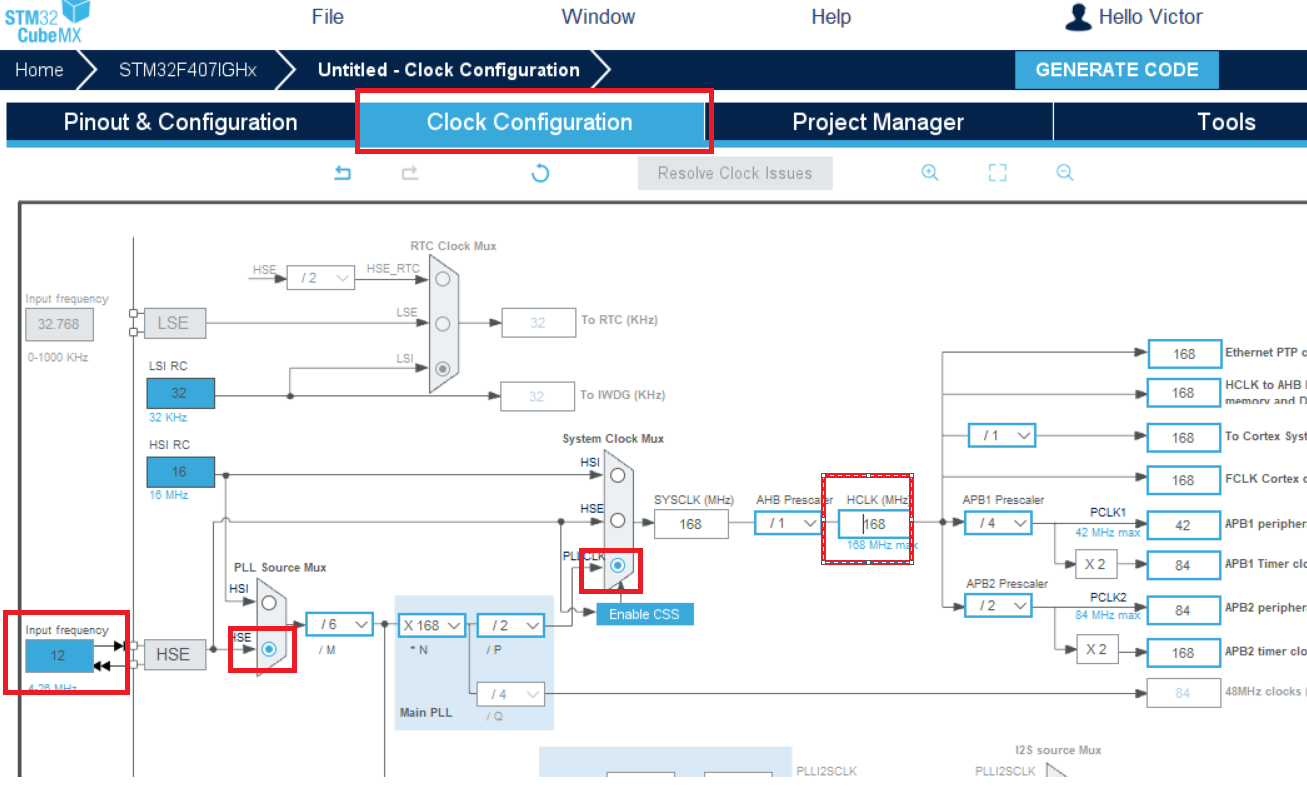 STM32
CubeMX
File
Window
Help
Hello Victor
Home
STM32F407IGHx
Untitled - Clock Configuration
GENERATE CODE
Pinout & Configuration
Clock Configuration
Project Manager
Tools
Resolve Clock Issues
RTC Clock Mux
HSE
/ 2
HSE_RTC
Input frequency
32.768
0-1000 KHz
LSE
LSE
32
To RTC (KHz)
LSI RC
32
32 KHz
LSI
32
To IWDG (KHz)
HSI RC
16
16 MHz
System Clock Mux
HSI
HSE
PLLCLK
SYSCLK (MHz)
168
AHB Prescaler
/ 1
HCLK (MHz)
168
168 MHz max
168
Ethernet PTP
168
HCLK to AHB
memory and
/ 1
168
To Cortex
168
FCLK Cortex
APB1 Prescaler
/ 4
PCLK1
42 MHz max
42
APB1
X 2
84
APB1 Timer
APB2 Prescaler
/ 2
PCLK2
84 MHz max
84
APB2
X 2
168
APB2 timer
84
48MHz clocks
PLL Source Mux
HSI
HSE
Input frequency
12
4-26 MHz
HSE
/ 6
/ M
X 168
* N
/ 2
/ P
/ 4
/ Q
Main PLL
Enable CSS
I2S source Mux
PLLI2SCLK
PLLI2SCLK